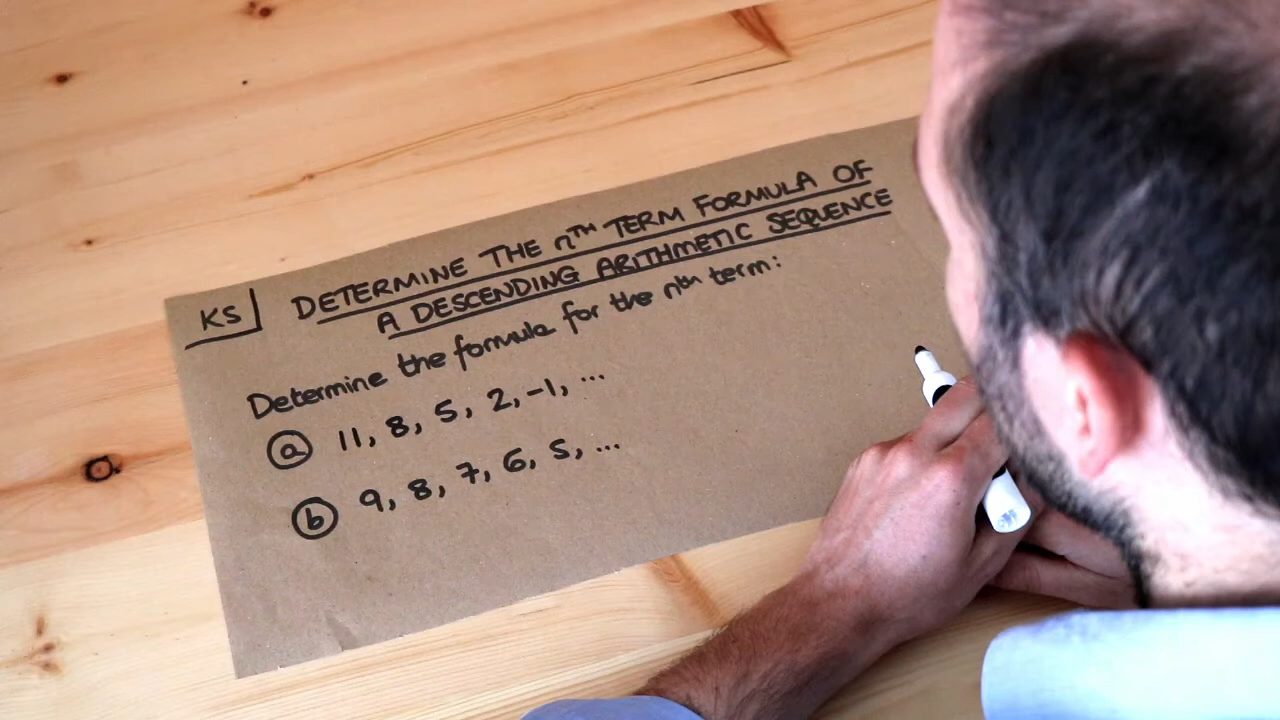 KS
DETERMINE THE nTH TERM FORMULA OF
A DESCENDING ARITHMETIC SEQUENCE
Determine the formula for the nth term:
(a) 11, 8, 5, 2, -1, ...
(b) 9, 8, 7, 6, 5, ...